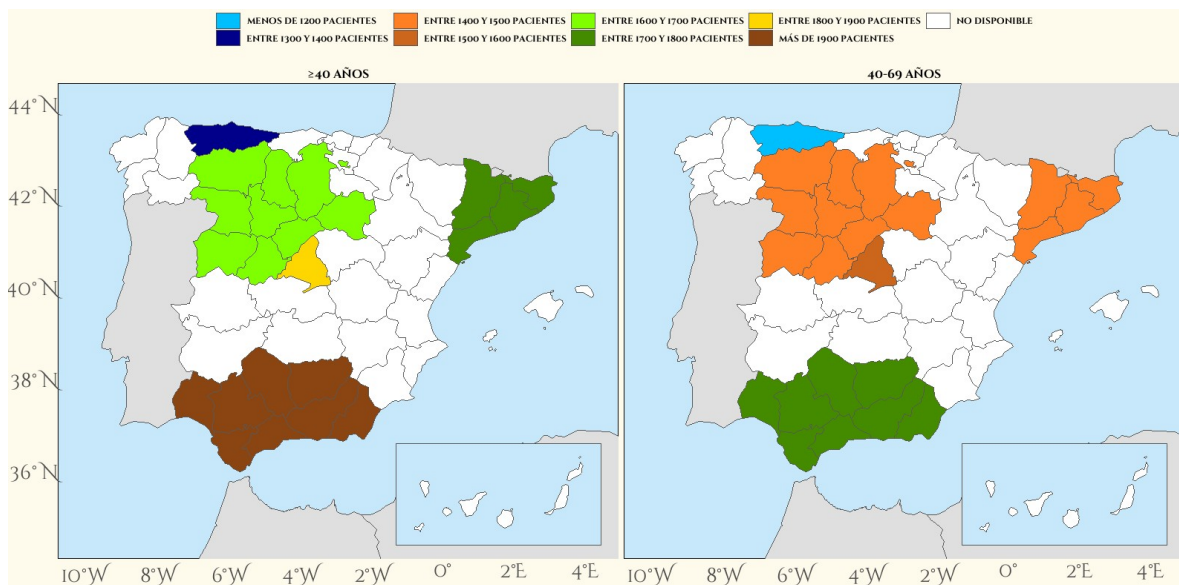 MENOS DE 1200 PACIENTES
ENTRE 1400 Y 1500 PACIENTES
ENTRE 1600 Y 1700 PACIENTES
ENTRE 1800 Y 1900 PACIENTES
NO DISPONIBLE
ENTRE 1300 Y 1400 PACIENTES
ENTRE 1500 Y 1600 PACIENTES
ENTRE 1700 Y 1800 PACIENTES
MÁS DE 1900 PACIENTES
≥40 AÑOS
40-69 AÑOS
44°N
42°N
40°N
38°N
36°N
10°W 8°W 6°W 4°W 2°W 0° 2°E 4°E
10°W 8°W 6°W 4°W 2°W 0° 2°E 4°E